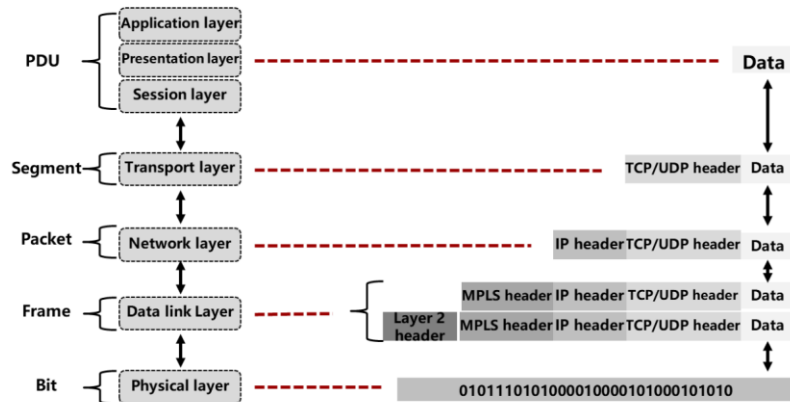 Application layer
PDU
Presentation layer
Data
Session layer
Segment
Transport layer
TCP/UDP header
Data
Packet
Network layer
IP header
TCP/UDP header
Data
MPLS header
IP header
TCP/UDP header
Data
Frame
Data link Layer
Layer 2
header
MPLS header
IP header
TCP/UDP header
Data
Bit
Physical layer
0101110101000010000101000101010